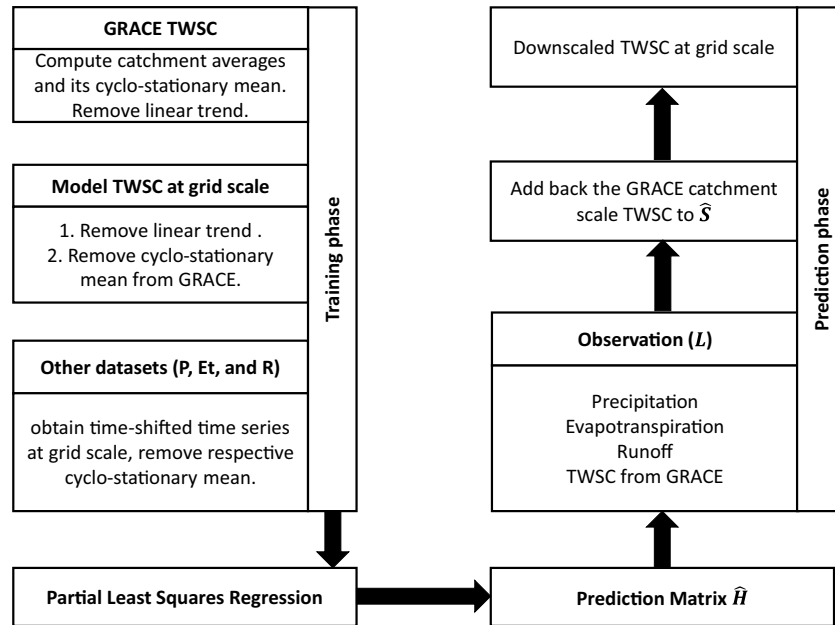 GRACE TWSC
Compute catchment averages
and its cyclo-stationary mean.
Remove linear trend.
Model TWSC at grid scale
1. Remove linear trend .
2. Remove cyclo-stationary
mean from GRACE.
Other datasets (P, Et, and R)
obtain time-shifted time series
at grid scale, remove respective
cyclo-stationary mean.
Training phase
Partial Least Squares Regression
Prediction Matrix Ĥ
Observation (L)
Precipitation
Evapotranspiration
Runoff
TWSC from GRACE
Add back the GRACE catchment
scale TWSC to Ŝ
Downscaled TWSC at grid scale
Prediction phase